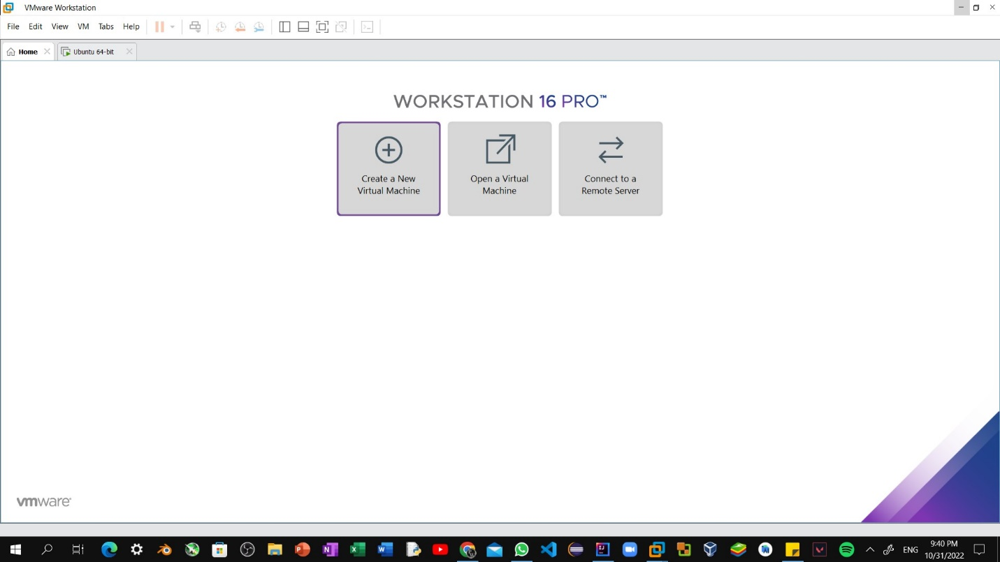 VMware Workstation
File Edit View VM Tabs Help
Home Ubuntu 64-bit
WORKSTATION 16 PRO™
Create a New
Virtual Machine
Open a Virtual
Machine
Connect to a
Remote Server
vmware®
ENG
9:40 PM
10/31/2022